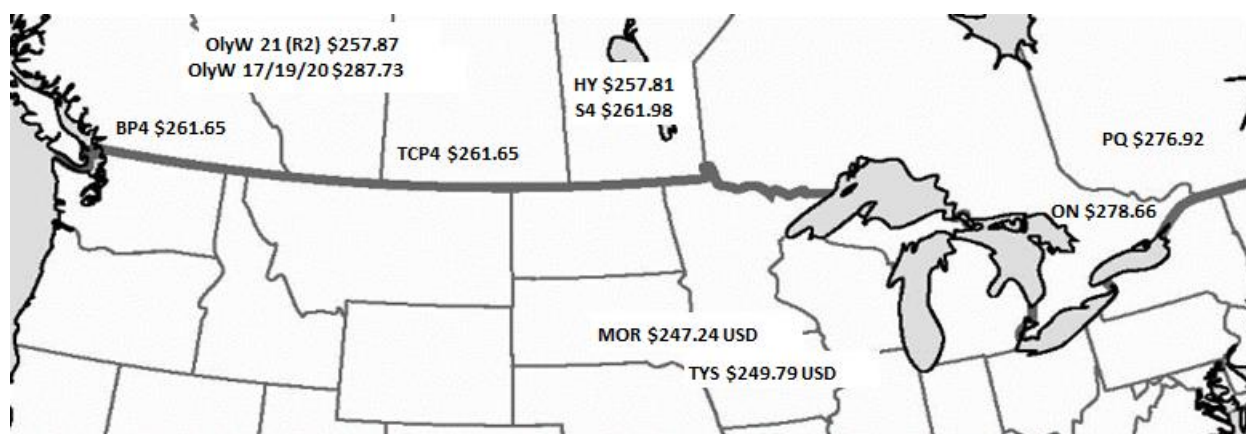 OlyW 21 (R2) $257.87
OlyW 17/19/20 $287.73
HY $257.81
S4 $261.98
BP4 $261.65
TCP4 $261.65
PQ $276.92
ON $278.66
MOR $247.24 USD
TYS $249.79 USD